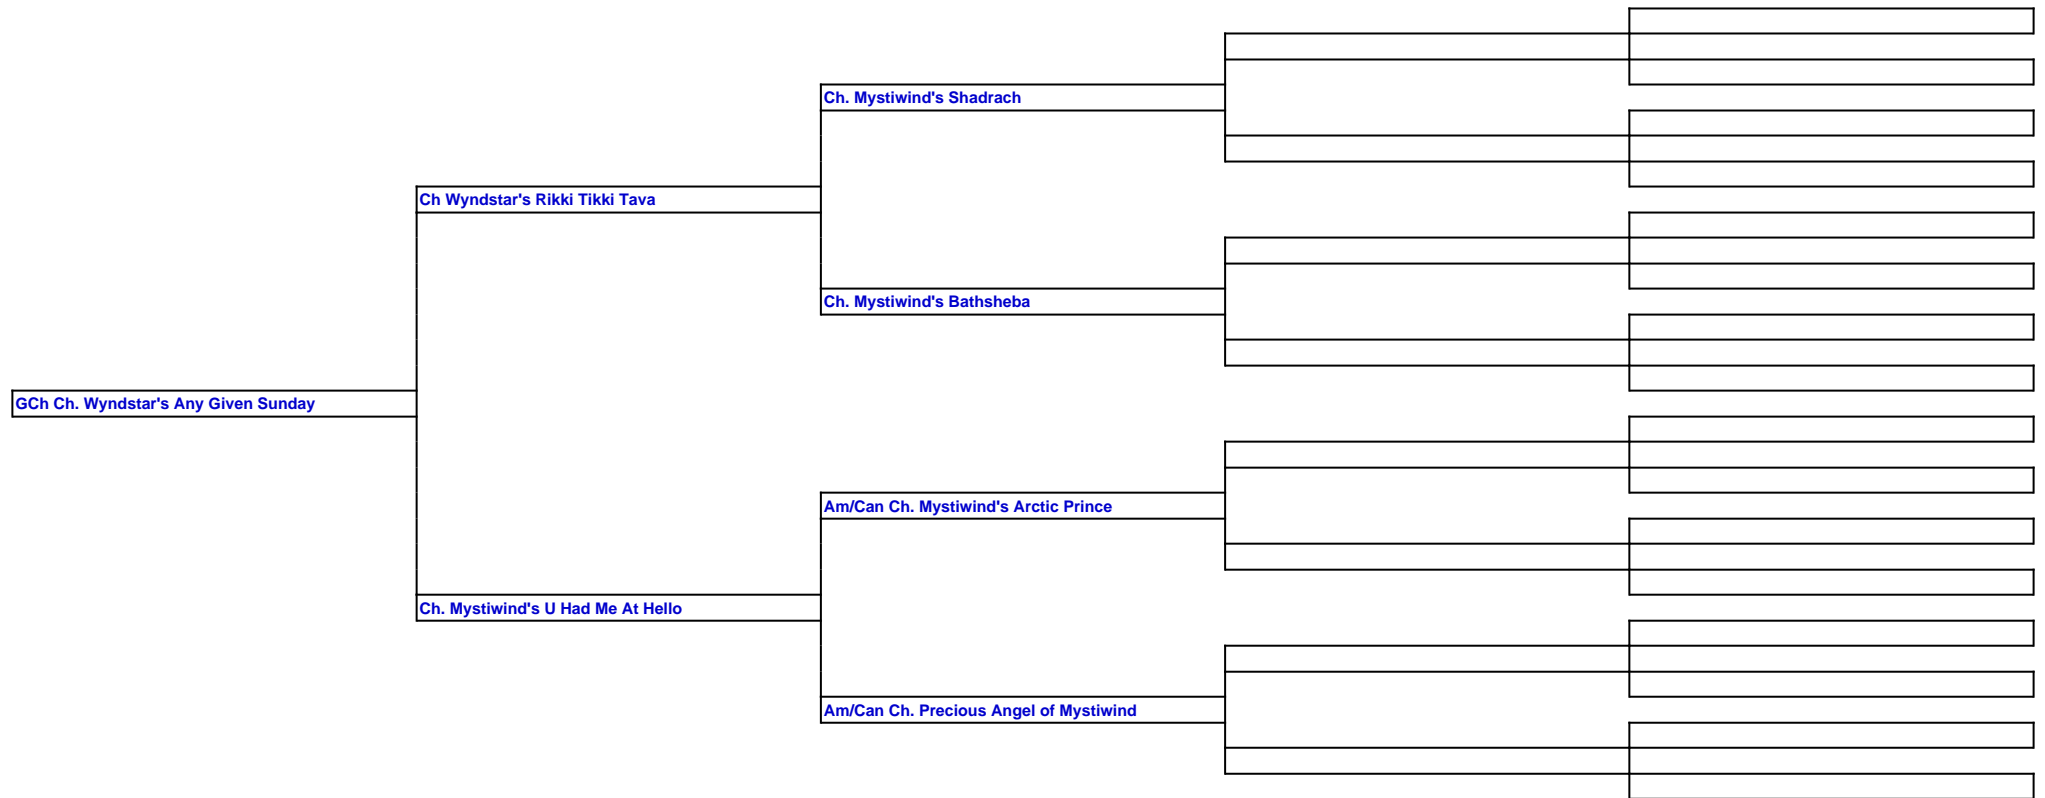 Ch. Mystiwind's Shadrach
Ch Wyndstar's Rikki Tikki Tava
Ch. Mystiwind's Bathsheba
GCh Ch. Wyndstar's Any Given Sunday
Am/Can Ch. Mystiwind's Arctic Prince
Ch. Mystiwind's U Had Me At Hello
Am/Can Ch. Precious Angel of Mystiwind